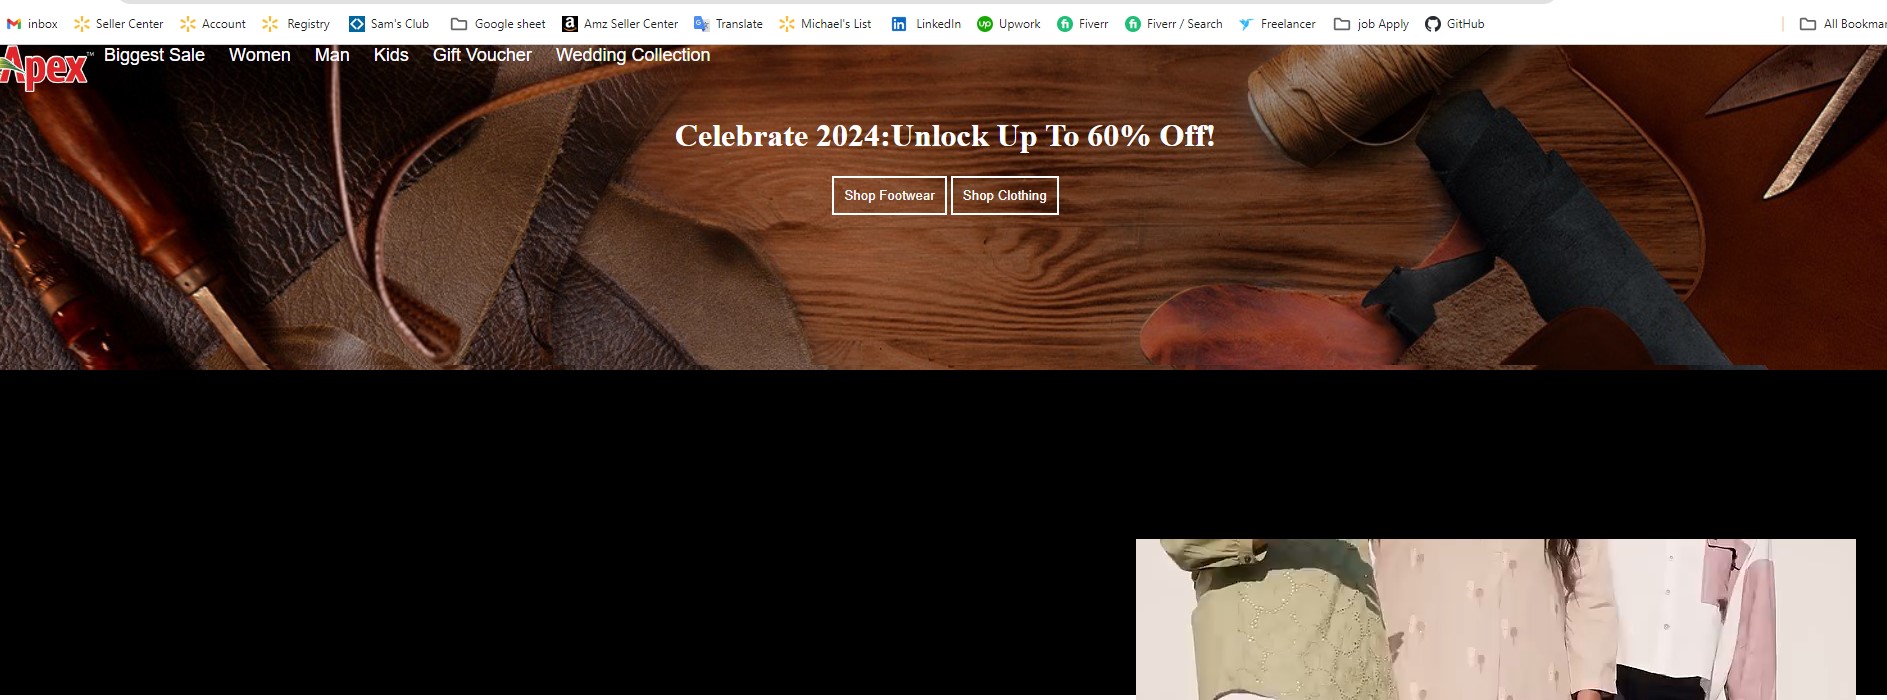 inbox Seller Center Account Registry Sam's Club Google sheet Amz Seller Center Translate Michael's List LinkedIn Upwork Fiverr Fiverr / Search Freelancer job Apply GitHub All Bookmar
Apex™ Biggest Sale Women Man Kids Gift Voucher Wedding Collection
Celebrate 2024:Unlock Up To 60% Off!
Shop Footwear Shop Clothing